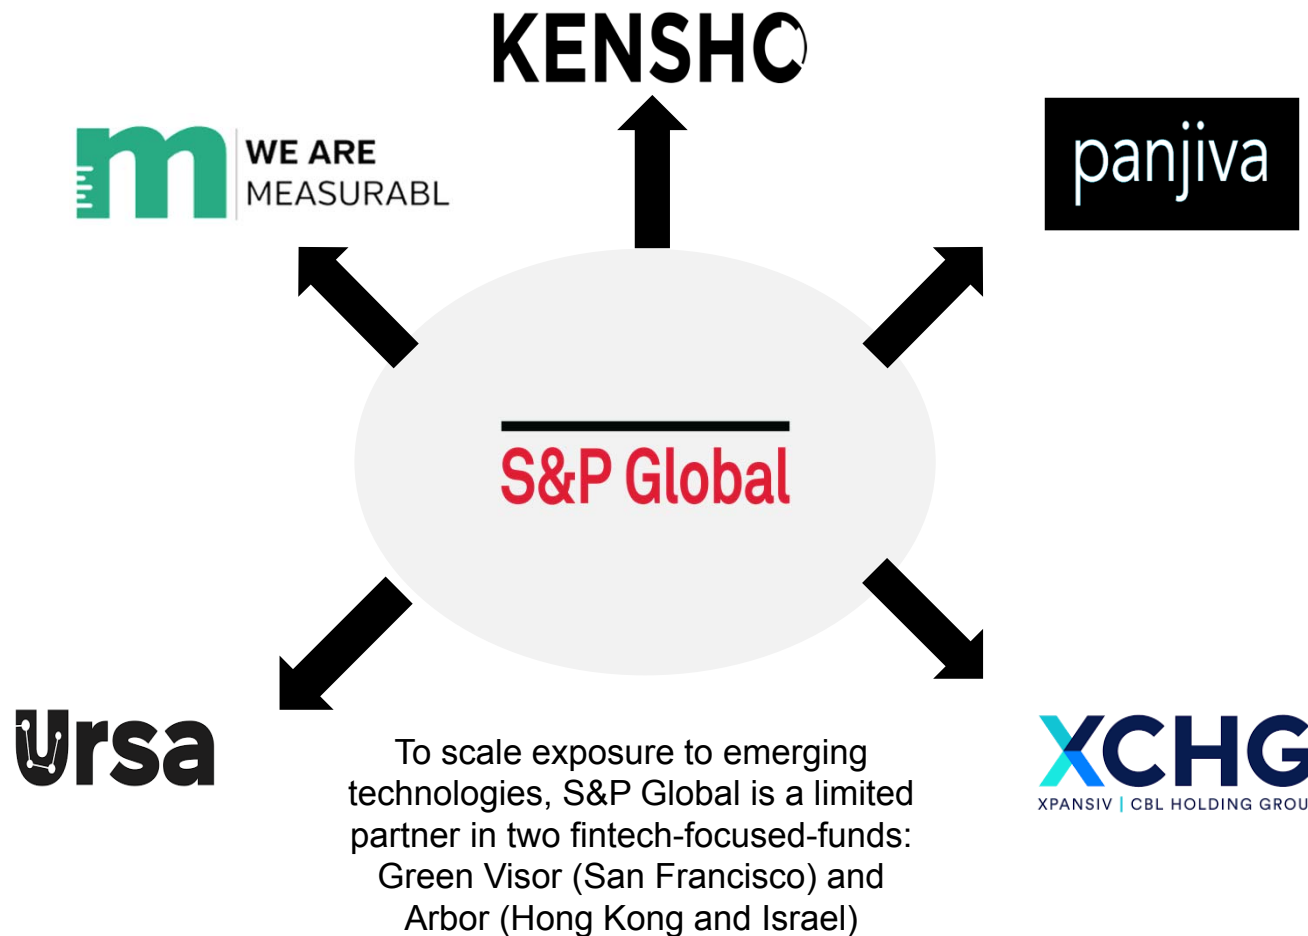 KENSHO
WE ARE
MEASURABL
panjiva
S&P Global
Ursa
XCHG
XPANSIV | CBL HOLDING GROU
To scale exposure to emerging
technologies, S&P Global is a limited
partner in two fintech-focused-funds:
Green Visor (San Francisco) and
Arbor (Hong Kong and Israel)